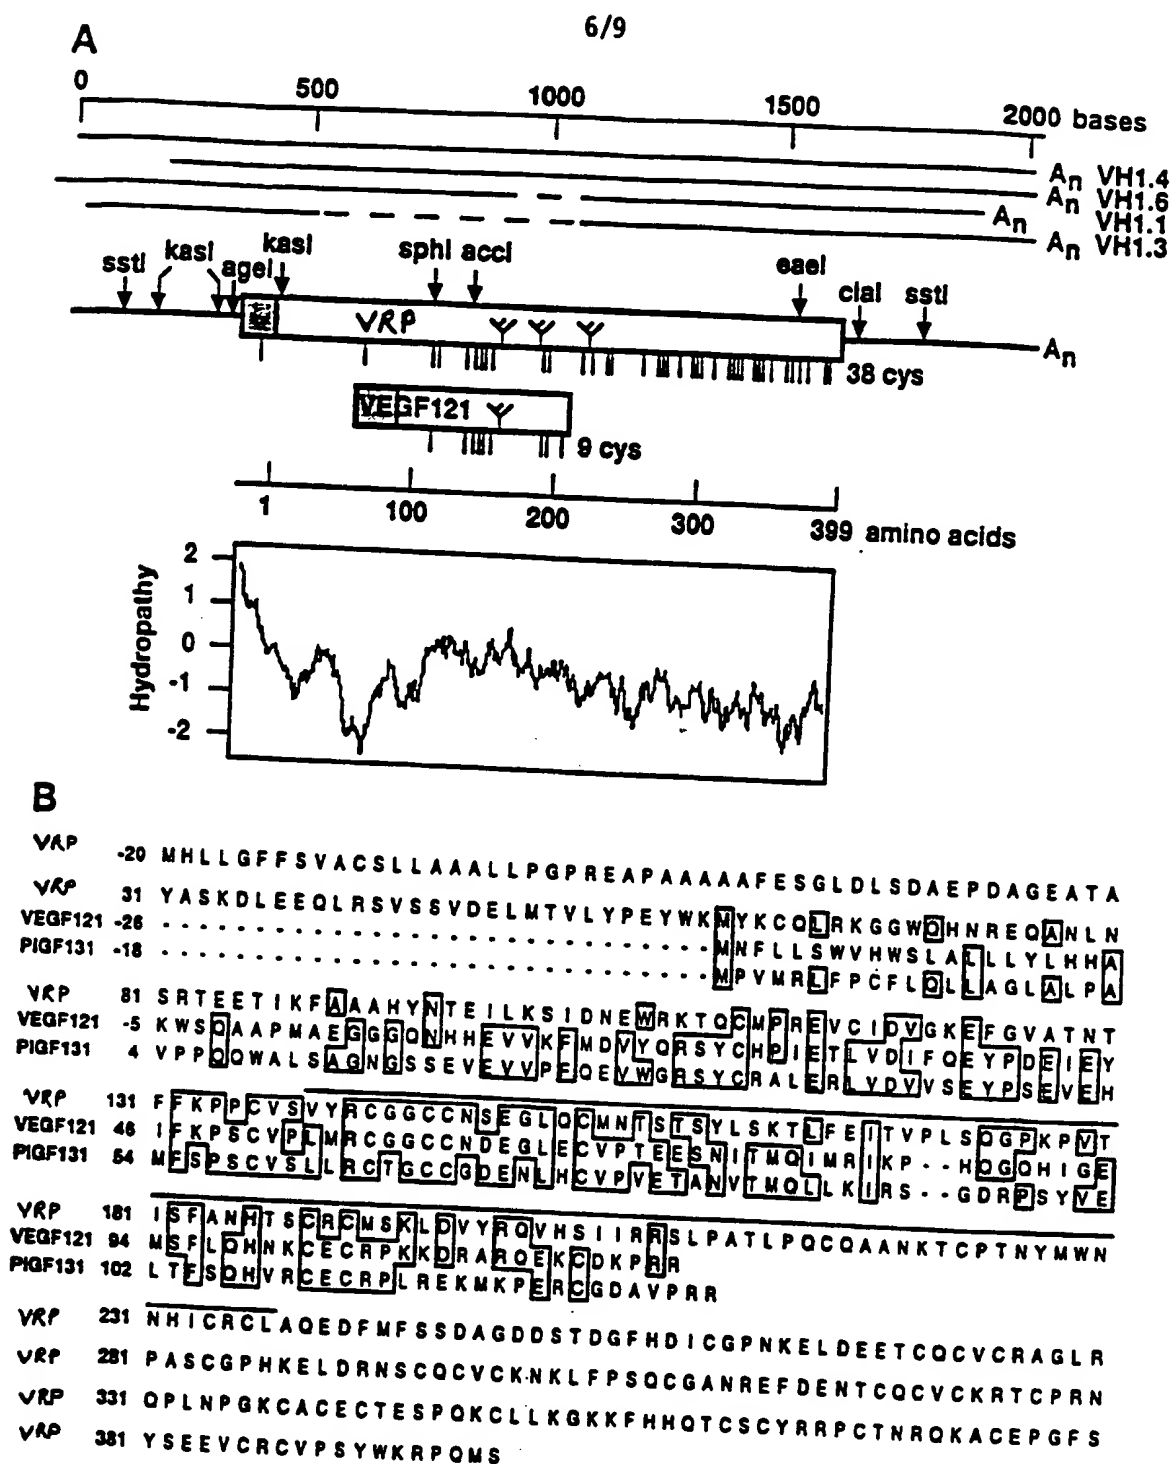 6/9
A
0 500 1000 1500 2000 bases
An VH1.4
An VH1.6
An VH1.1
An VH1.3
sstI kasI ageI kasI sphI accI eaeI claI sstI
VRP
An
38 cys
VEGF121
9 cys
1 100 200 300 399 amino acids
Hydropathy
2
1
0
-1
-2
B
VRP -20 MHLLGFFSVACSLLAAALLPGPREAPAAAAAFESGLDLSDAEPDAGEATA
VRP 31 YASKDLEEQLRSVSSVDELMTVLYPEYWKMYKCQLRKGGWQHNREQANLN
VEGF121 -26 .............................MNFLLSWVHWSLALLLYLHHA
PlGF131 -18 .............................MPVMRLFPCFLQLLAGLALPA
VRP 81 SRTEETIKFAAAHYNTEILKSIDNEWRKTQCMPREVCIDVGKEFGVATNT
VEGF121 -5 KWSQAAPMAEGGGQNHHEVVKFMDVYQRSYCHPIETLVDIFQEYPDEIEY
PlGF131 4 VPPQQWALSAGNGSSEVEVVPFQEVWGRSYCRALERLVDVVSEYPSEVEH
VRP 131 FFKPPCVSVYRCGGCCNSEGLQCMNTSTSYLSKTLFEITVPLSQGPKPVT
VEGF121 46 IFKPSCVPLMRCGGCCNDEGLECVPTEESNITMQIMRIKP--HQGQHIGE
PlGF131 54 MFSPSCVSLLRCTGCCGDENLHCVPVETANVTMQLLKIRS--GDRPSYVE
VRP 181 ISFANHTSCRCMSKLDVYRQVHSIIRRSLPATLPQCQAANKTCPTNYMWN
VEGF121 94 MSFLQHNKCECRPKKDRARQEKCDKPRR
PlGF131 102 LTFSQHVRCECRPLREKMKPERCGDAVPRR
VRP 231 NHICRCLAQEDFMFSSDAGDDSTDGFHDICGPNKELDEETCQCVCRAGLR
VRP 281 PASCGPHKELDRNSCQCVCKNKLFPSQCGANREFDENTCQCVCKRTCPRN
VRP 331 QPLNPGKCACECTESPQKCLLKGKKFHHQTCSCYRRPCTNRQKACEPGFS
VRP 381 YSEEVCRCVPSYWKRPQMS